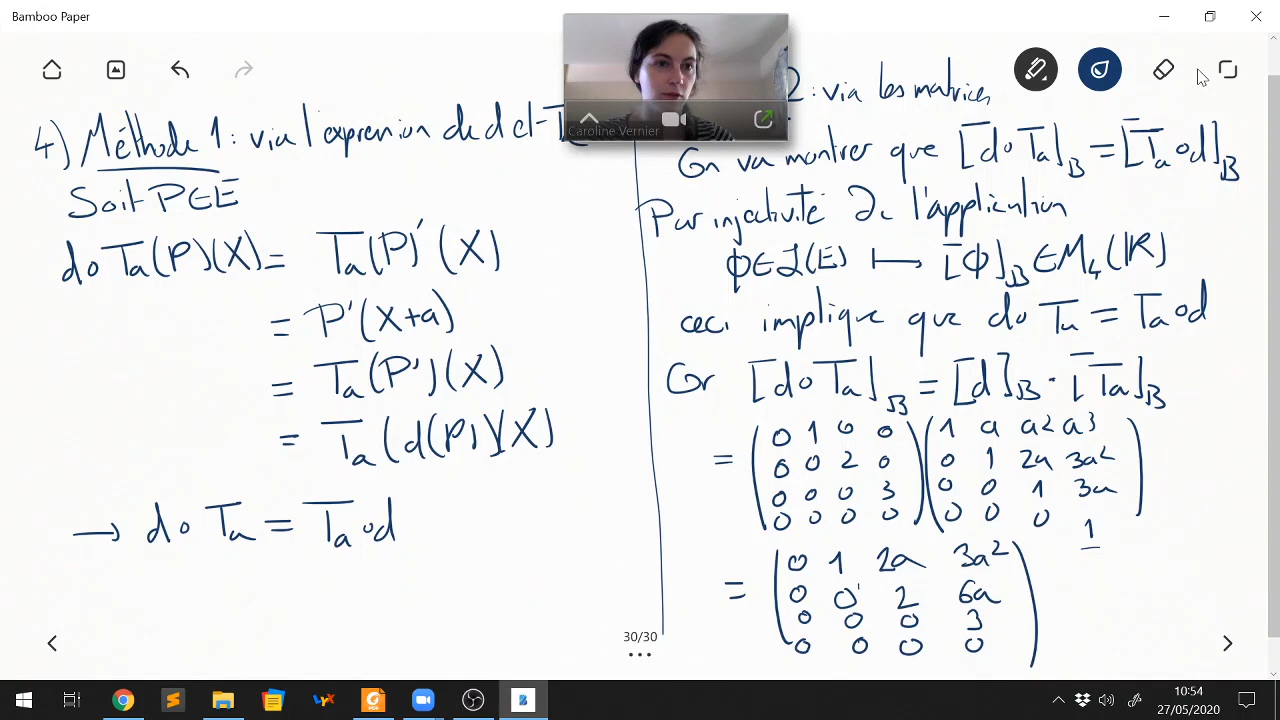 Bamboo Paper
Caroline Vernier
4) Méthode 1 : via l'expression de d et T
Soit P∈E
d∘Ta(P)(X) = Ta(P)'(X)
= P'(X+a)
= Ta(P')(X)
= Ta(d(P))(X)
→ d∘Ta = Ta∘d
2 : via les matrices
On va montrer que [d∘Ta]B = [Ta∘d]B
Par injectivité de l'application
ϕ∈L(E) ⟼ [ϕ]B ∈ M4(R)
ceci implique que d∘Ta = Ta∘d
Or [d∘Ta]B = [d]B · [Ta]B
= (0 1 0 0) (1 a a2 a3)
(0 0 2 0) (0 1 2a 3a²)
(0 0 0 3) (0 0 1 3a)
(0 0 0 0) (0 0 0 1)
= (0 1 2a 3a²)
(0 0 2 6a)
(0 0 0 3)
(0 0 0 0)
30/30
10:54
27/05/2020